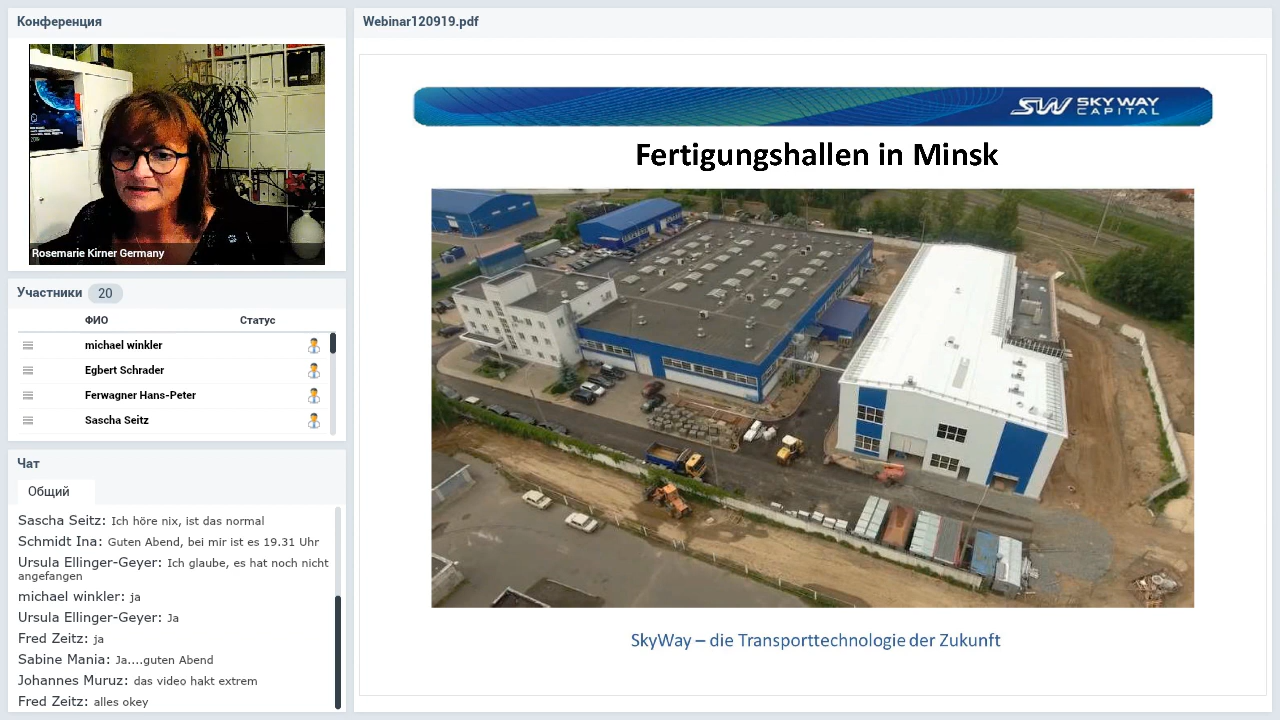 Конференция
Rosemarie Kirner Germany
Участники 20
ФИО Статус
michael winkler
Egbert Schrader
Ferwagner Hans-Peter
Sascha Seitz
Чат
Общий
Sascha Seitz: Ich höre nix, ist das normal
Schmidt Ina: Guten Abend, bei mir ist es 19.31 Uhr
Ursula Ellinger-Geyer: Ich glaube, es hat noch nicht
angefangen
michael winkler: ja
Ursula Ellinger-Geyer: Ja
Fred Zeitz: ja
Sabine Mania: Ja....guten Abend
Johannes Muruz: das video hakt extrem
Fred Zeitz: alles okey
Webinar120919.pdf
SW SKY WAY
CAPITAL
Fertigungshallen in Minsk
SkyWay – die Transporttechnologie der Zukunft